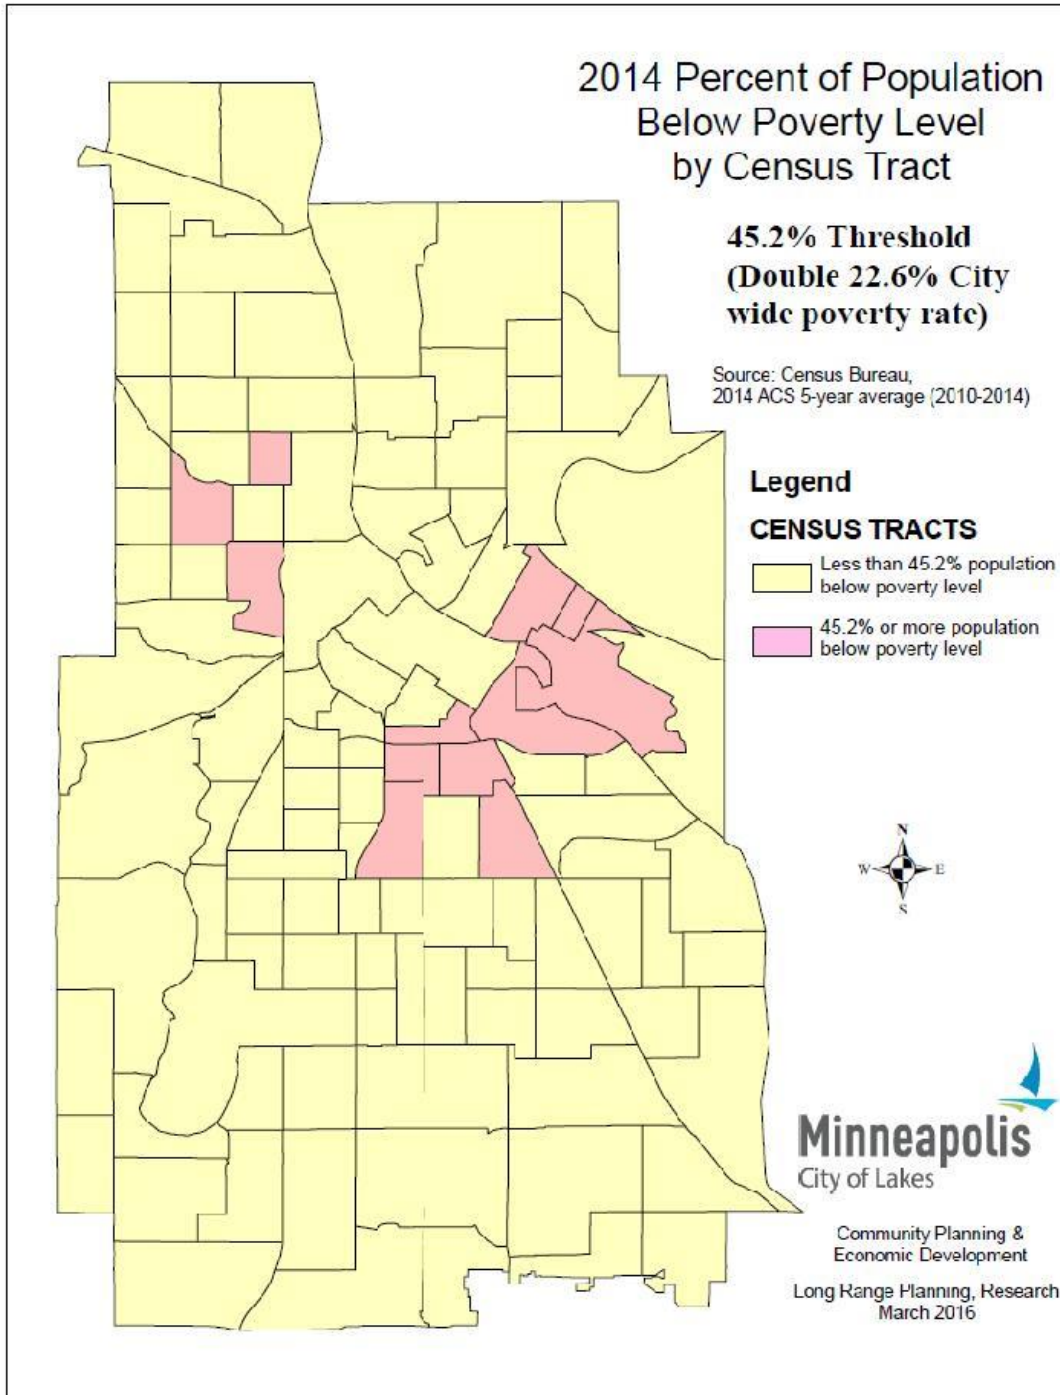 2014 Percent of Population
Below Poverty Level
by Census Tract
45.2% Threshold
(Double 22.6% City
wide poverty rate)
Source: Census Bureau,
2014 ACS 5-year average (2010-2014)
Legend
CENSUS TRACTS
Less than 45.2% population
below poverty level
45.2% or more population
below poverty level
N
W E
S
Minneapolis
City of Lakes
Community Planning &
Economic Development
Long Range Planning, Research
March 2016